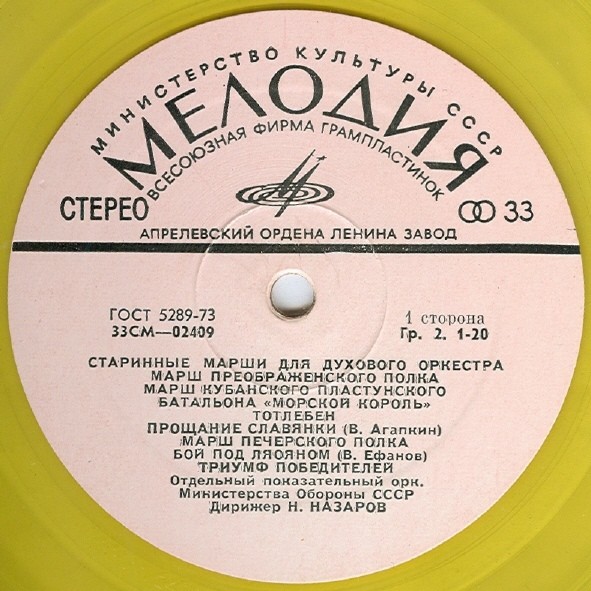 МИНИСТЕРСТВО КУЛЬТУРЫ СССР
МЕЛОДИЯ
ВСЕСОЮЗНАЯ ФИРМА ГРАМПЛАСТИНОК
СТЕРЕО
33
АПРЕЛЕВСКИЙ ОРДЕНА ЛЕНИНА ЗАВОД
ГОСТ 5289-73
33СМ—02409
1 сторона
Гр. 2. 1-20
СТАРИННЫЕ МАРШИ ДЛЯ ДУХОВОГО ОРКЕСТРА
МАРШ ПРЕОБРАЖЕНСКОГО ПОЛКА
МАРШ КУБАНСКОГО ПЛАСТУНСКОГО
БАТАЛЬОНА «МОРСКОЙ КОРОЛЬ»
ТОТЛЕБЕН
ПРОЩАНИЕ СЛАВЯНКИ (В. Агапкин)
МАРШ ПЕЧЕРСКОГО ПОЛКА
БОЙ ПОД ЛЯОЯНОМ (В. Ефанов)
ТРИУМФ ПОБЕДИТЕЛЕЙ
Отдельный показательный орк.
Министерства Обороны СССР
Дирижер Н. НАЗАРОВ